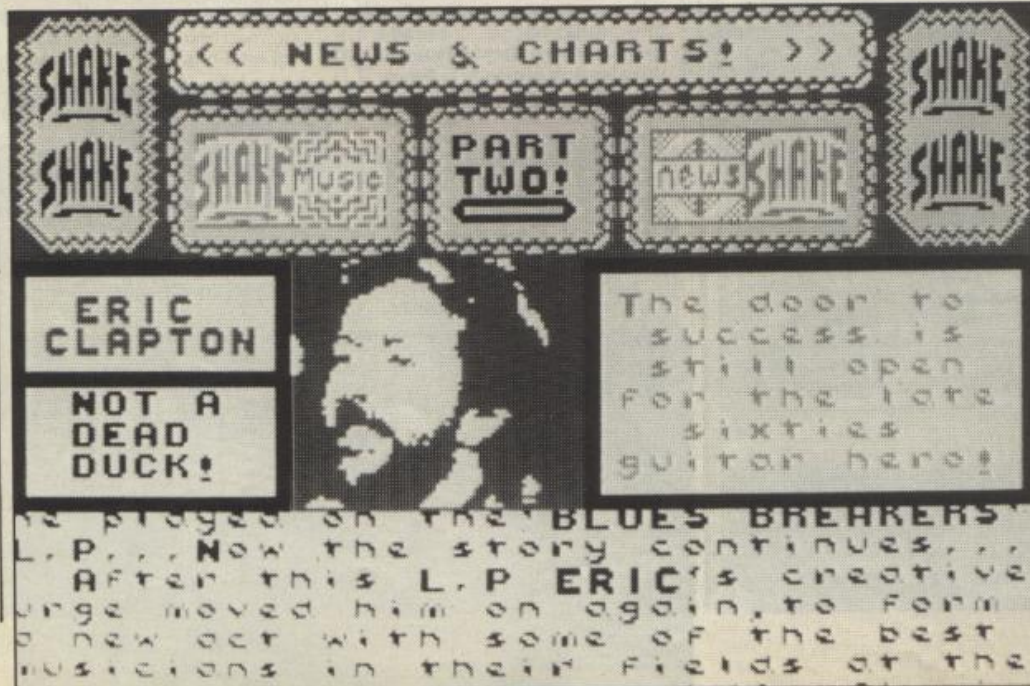 << NEWS & CHARTS! >>
SHAKE
SHAKE
SHAKE
SHAKE
SHAKE Music
PART
TWO!
news SHAKE
ERIC
CLAPTON
NOT A
DEAD
DUCK!
The door to
success is
still open
for the late
sixties
guitar hero!
he played on the BLUES BREAKERS
L.P... Now the story continues...
After this L.P ERIC's creative
urge moved him on again, to form
a new act with some of the best
musicians in their fields at the